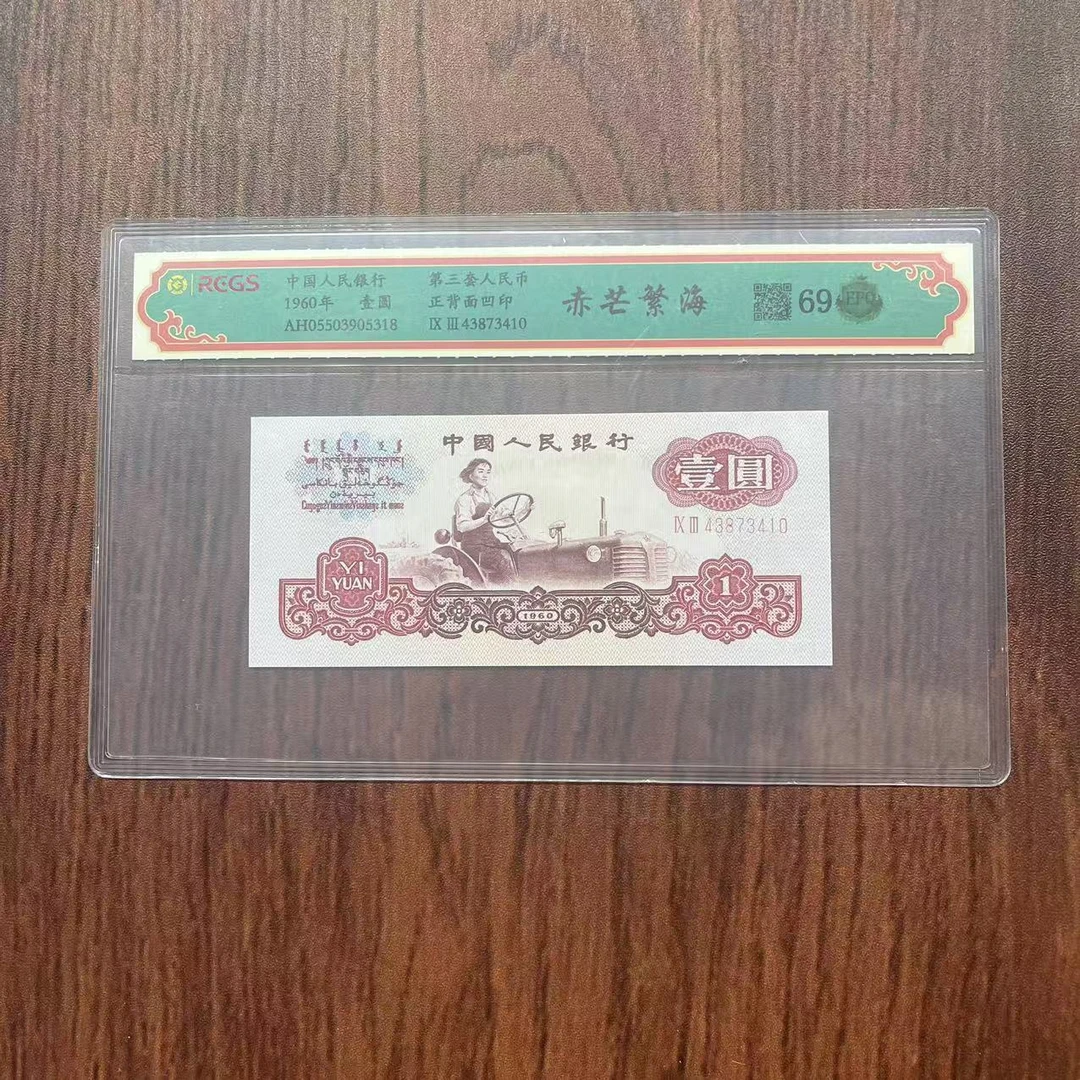 RCGS
中国人民銀行
1960年 壹圆
AH05503905318
第三套人民币
正背面凹印
IX III 43873410
赤芒繁海
69
EPQ
中國人民銀行
壹圓
IX III 43873410
YI
YUAN
1960
1